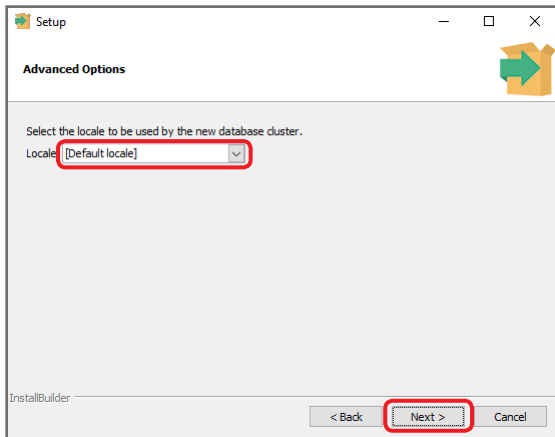 Setup
Advanced Options
Select the locale to be used by the new database cluster.
Locale [Default locale]
InstallBuilder
< Back Next > Cancel